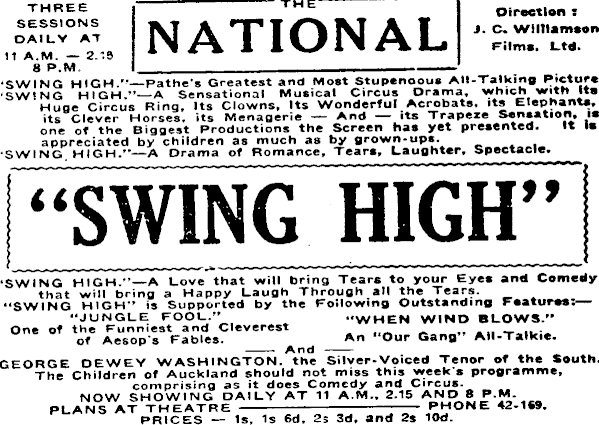 THREE
SESSIONS
DAILY AT
11 A.M. — 2.15
8 P.M.
THE
NATIONAL
Direction :
J. C. Williamson
Films, Ltd.
"SWING HIGH."—Pathe's Greatest and Most Stupendous All-Talking Picture
"SWING HIGH."—A Sensational Musical Circus Drama, which with its
Huge Circus Ring, Its Clowns, Its Wonderful Acrobats, its Elephants,
its Clever Horses, its Menagerie — And — its Trapeze Sensation, is
one of the Biggest Productions the Screen has yet presented. It is
appreciated by children as much as by grown-ups.
"SWING HIGH."—A Drama of Romance, Tears, Laughter, Spectacle.
"SWING HIGH"
"SWING HIGH."—A Love that will bring Tears to your Eyes and Comedy
that will bring a Happy Laugh Through all the Tears.
"SWING HIGH" is Supported by the Following Outstanding Features:—
"JUNGLE FOOL."
One of the Funniest and Cleverest
of Aesop's Fables.
"WHEN WIND BLOWS."
An "Our Gang" All-Talkie.
— And —
GEORGE DEWEY WASHINGTON, the Silver-Voiced Tenor of the South.
The Children of Auckland should not miss this week's programme,
comprising as it does Comedy and Circus.
NOW SHOWING DAILY AT 11 A.M., 2.15 AND 8 P.M.
PLANS AT THEATRE — PHONE 42-169.
PRICES — 1s, 1s 6d, 2s 3d, and 2s 10d.